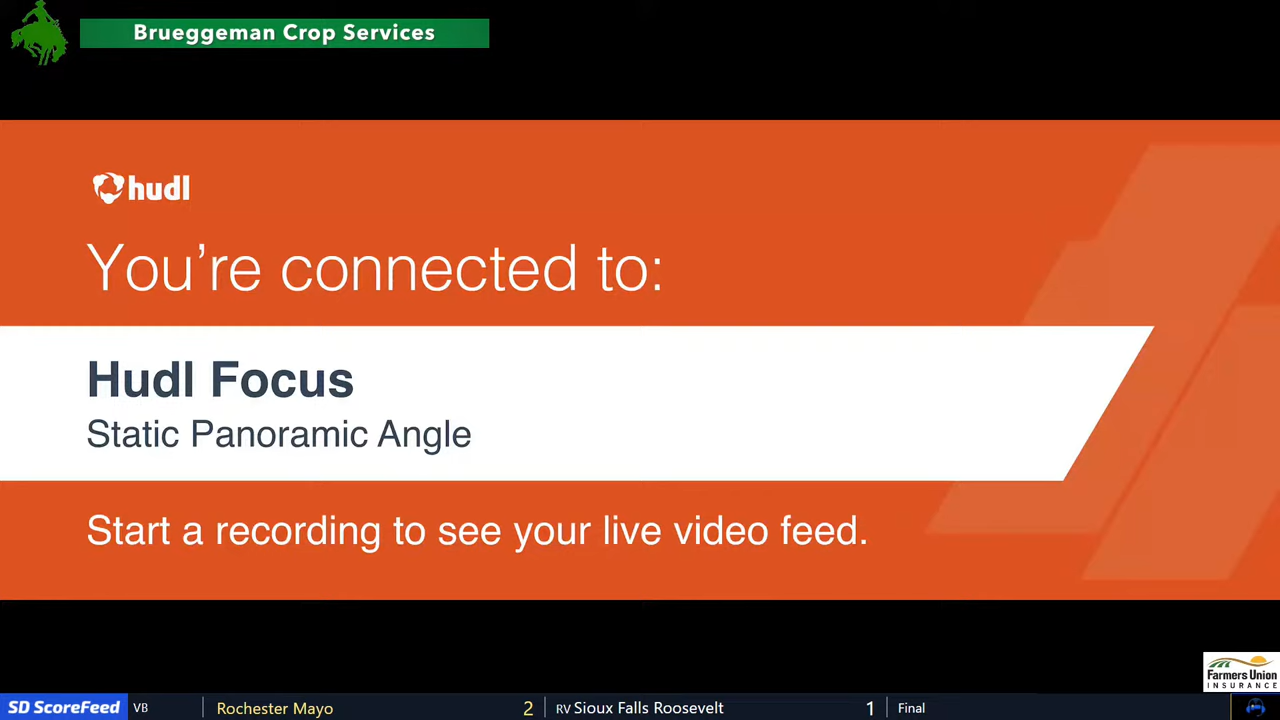 Brueggeman Crop Services
hudl
You're connected to:
Hudl Focus
Static Panoramic Angle
Start a recording to see your live video feed.
Farmers Union
INSURANCE
SD ScoreFeed VB Rochester Mayo 2 RV Sioux Falls Roosevelt 1 Final